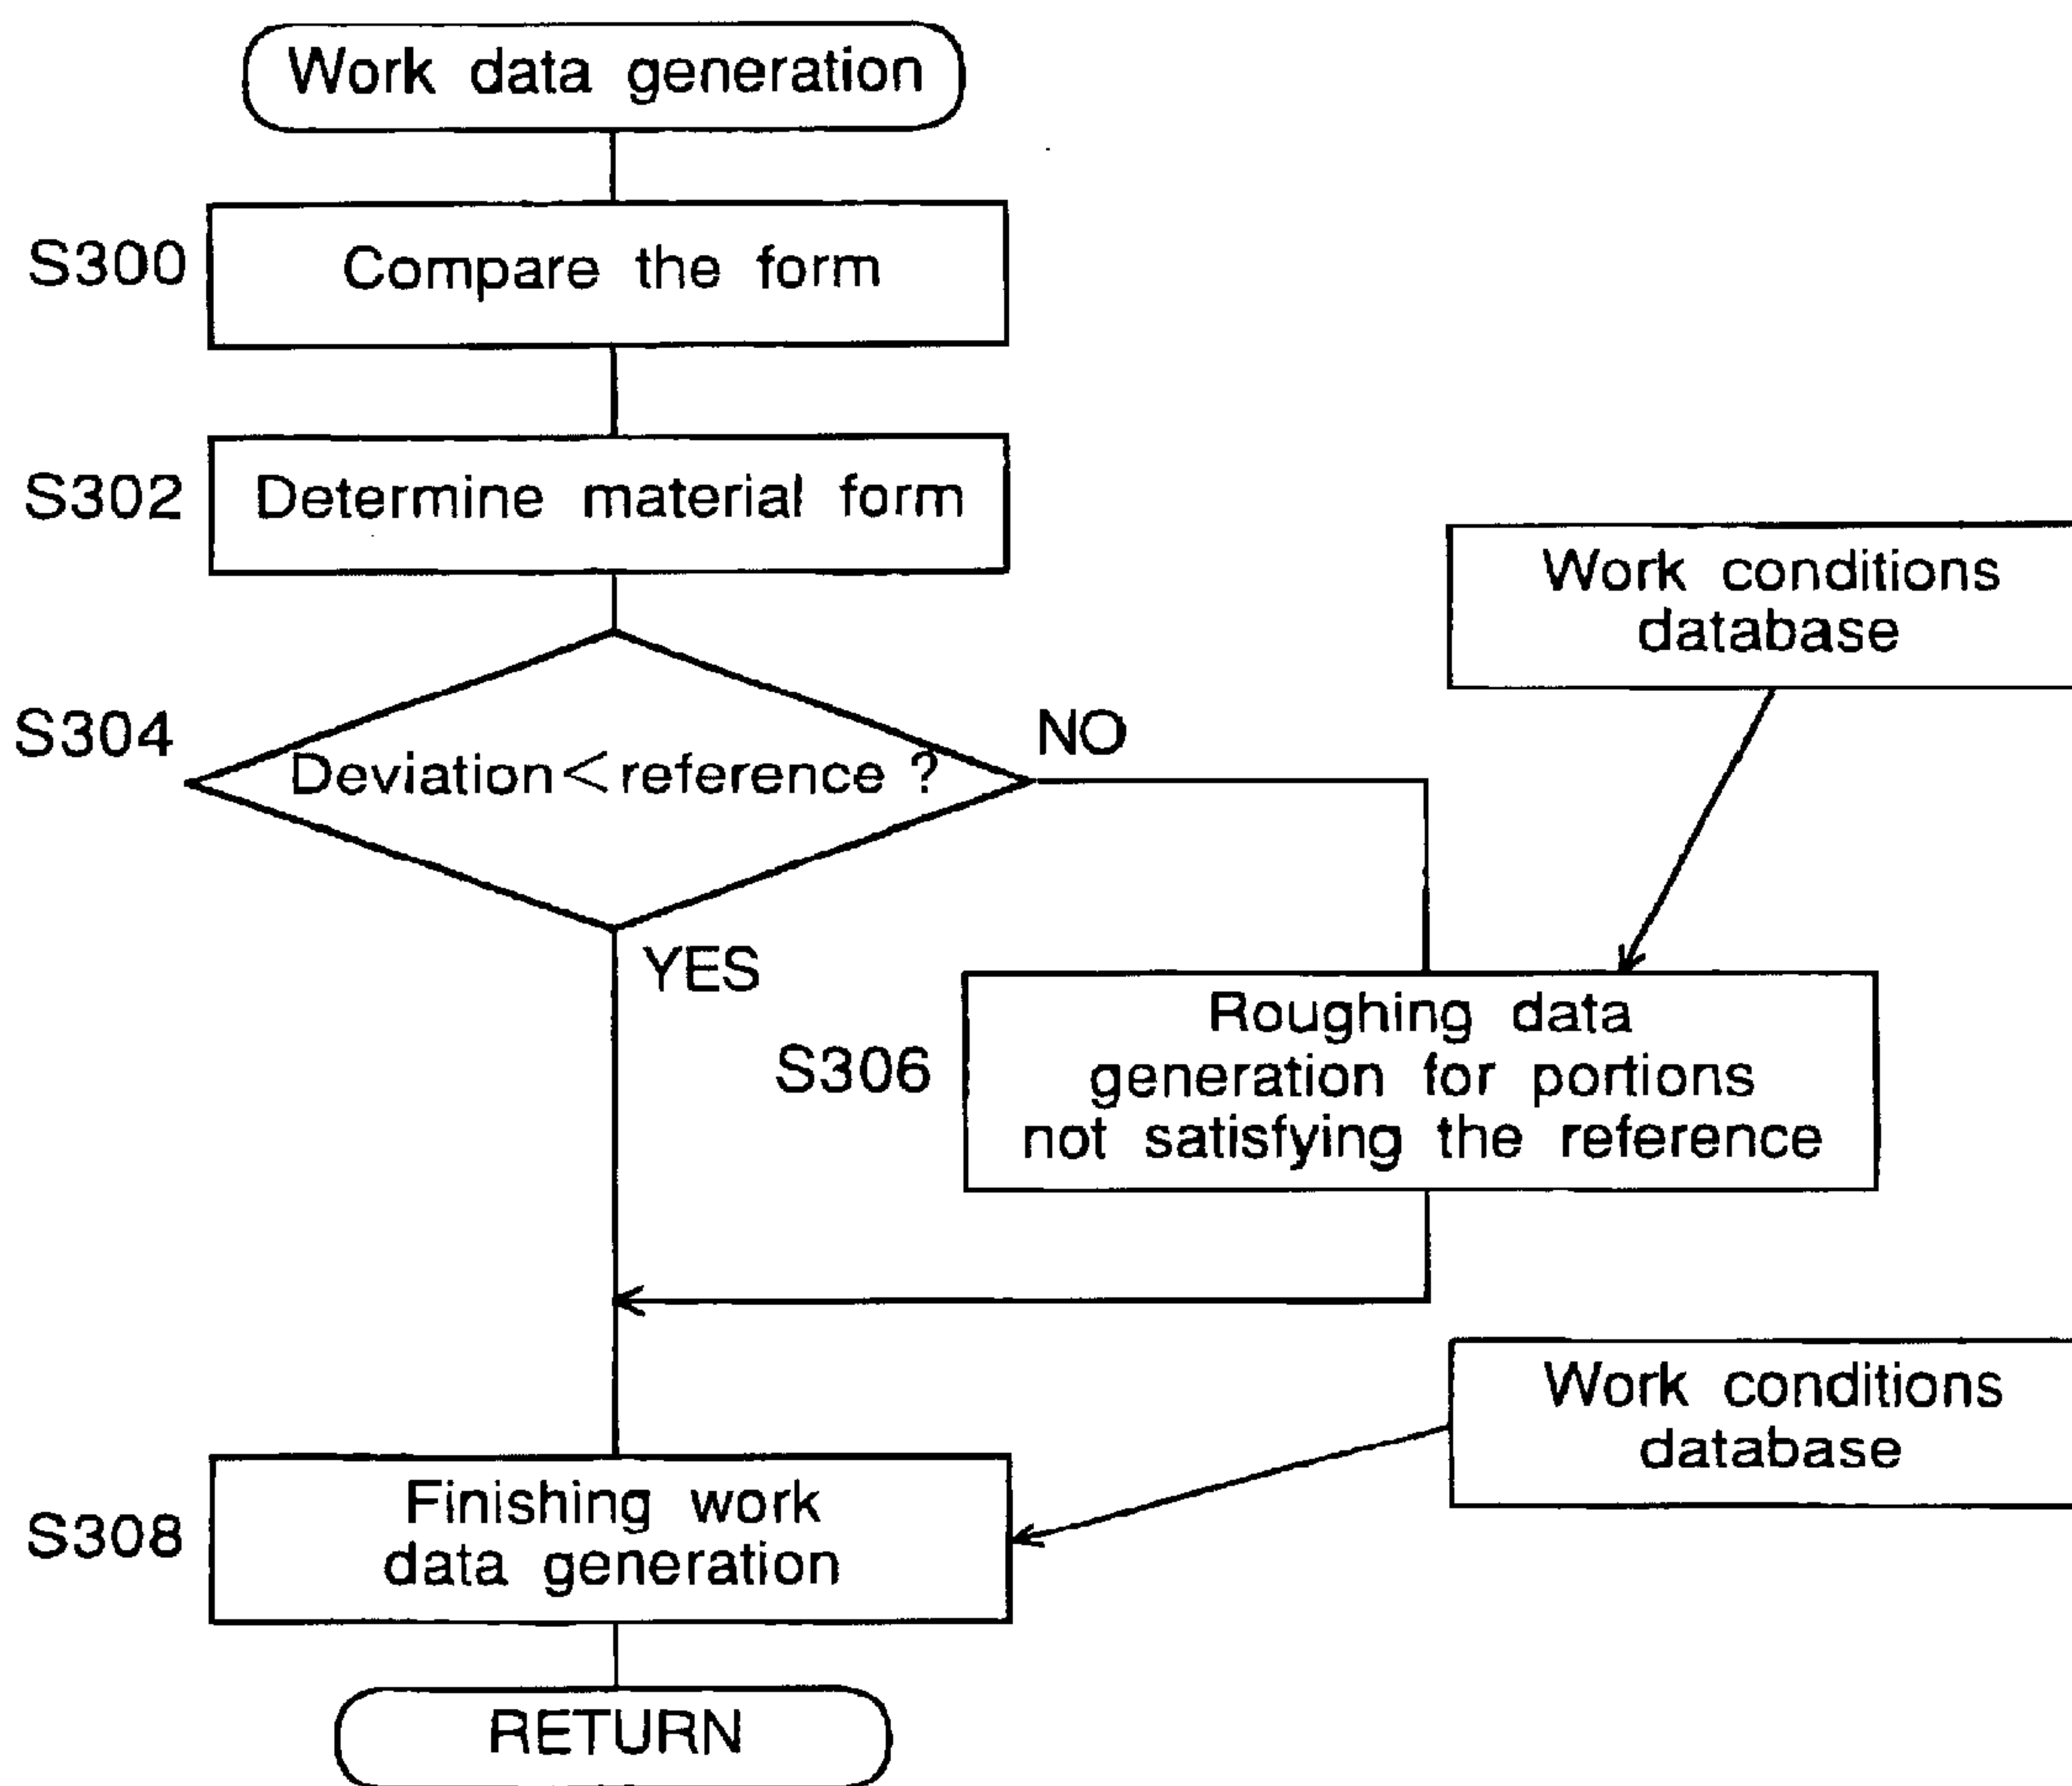 Work data generation
S300
Compare the form
S302
Determine material form
Work conditions
database
S304
Deviation<reference ?
NO
YES
S306
Roughing data
generation for portions
not satisfying the reference
Work conditions
database
S308
Finishing work
data generation
RETURN